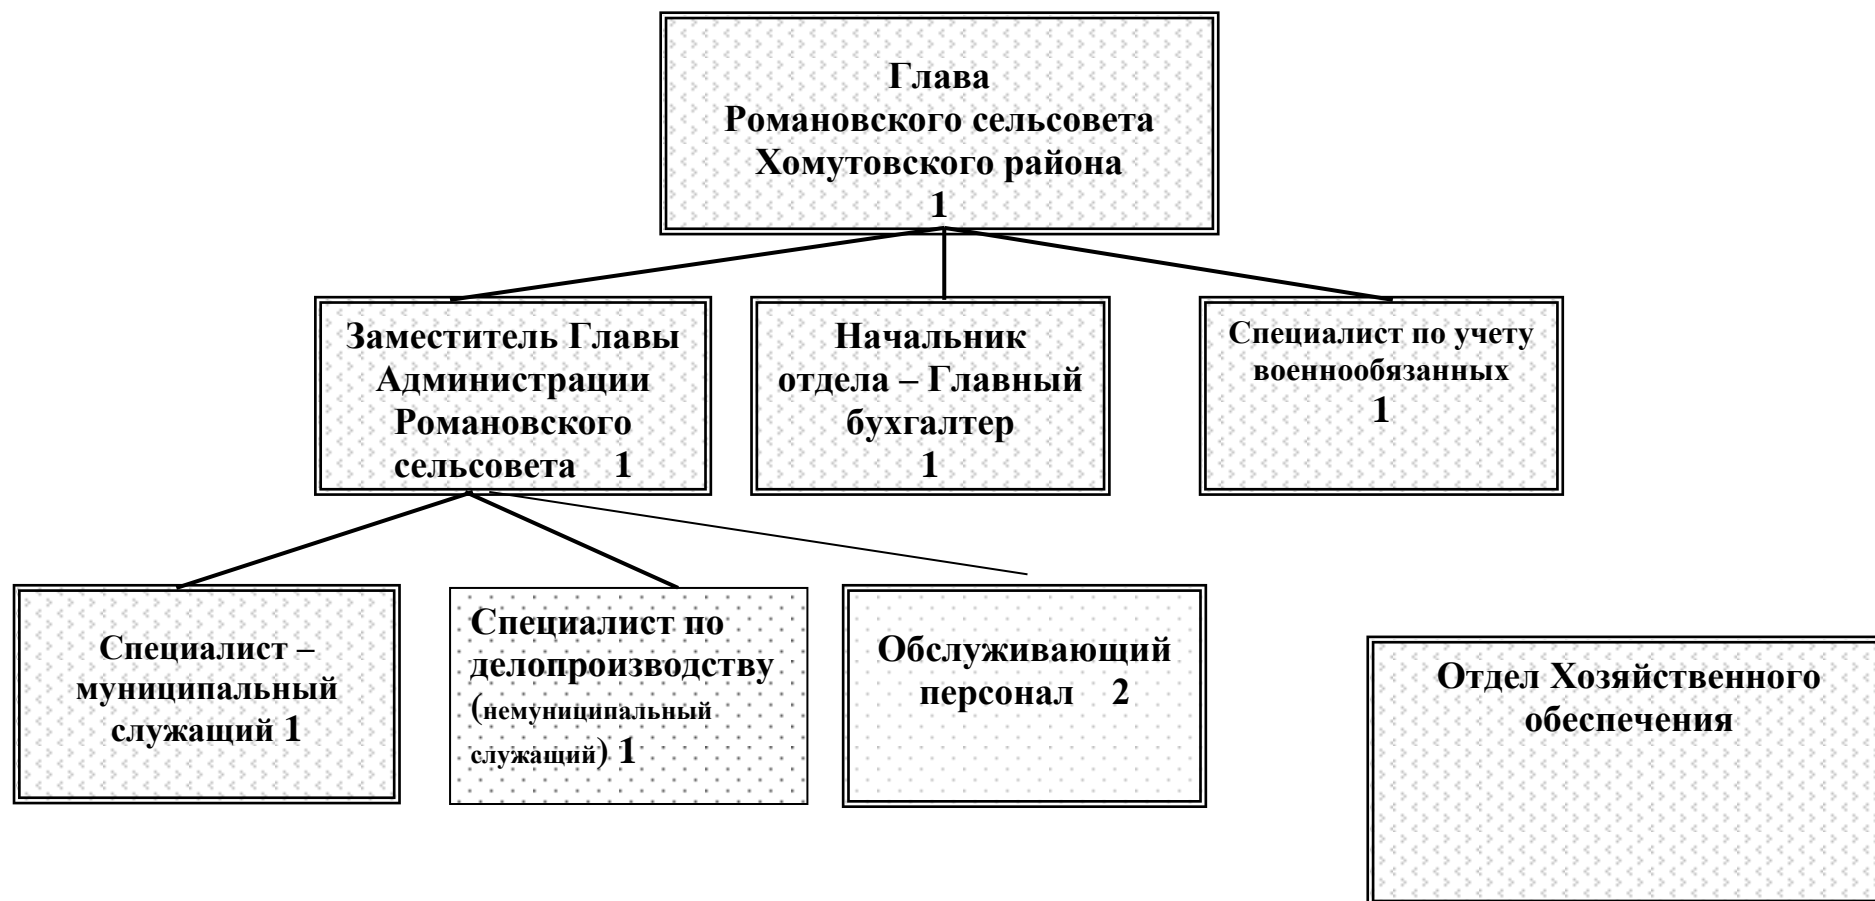 Глава
Романовского сельсовета
Хомутовского района
1
Заместитель Главы
Администрации
Романовского
сельсовета 1
Начальник
отдела – Главный
бухгалтер
1
Специалист по учету
военнообязанных
1
Специалист –
муниципальный
служащий 1
Специалист по
делопроизводству
(немуниципальный
служащий) 1
Обслуживающий
персонал 2
Отдел Хозяйственного
обеспечения